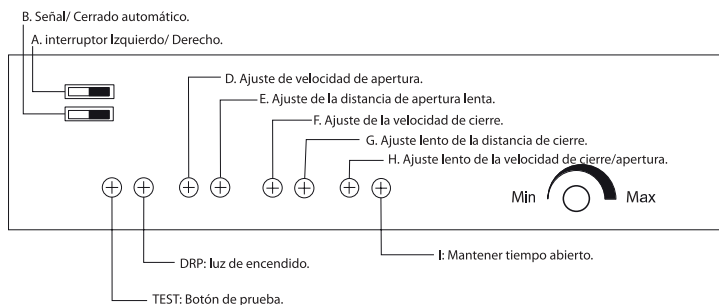 B. Señal/ Cerrado automático.
A. interruptor Izquierdo/ Derecho.
D. Ajuste de velocidad de apertura.
E. Ajuste de la distancia de apertura lenta.
F. Ajuste de la velocidad de cierre.
G. Ajuste lento de la distancia de cierre.
H. Ajuste lento de la velocidad de cierre/apertura.
Min
Max
I: Mantener tiempo abierto.
DRP: luz de encendido.
TEST: Botón de prueba.